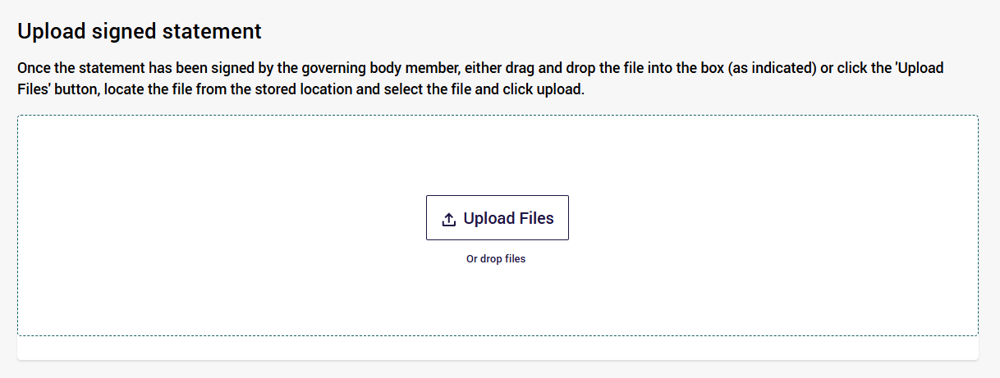 Upload signed statement
Once the statement has been signed by the governing body member, either drag and drop the file into the box (as indicated) or click the 'Upload
Files' button, locate the file from the stored location and select the file and click upload.
Upload Files
Or drop files